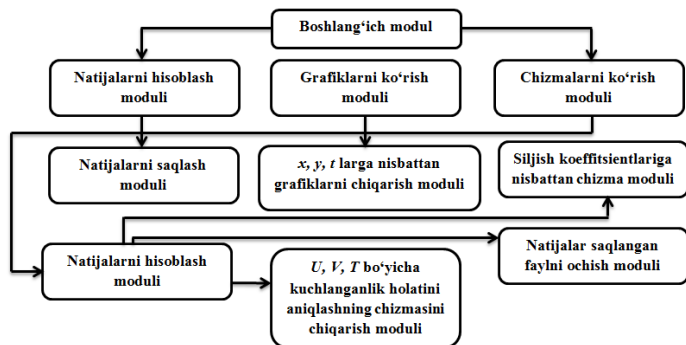 Boshlang‘ich modul
Natijalarni hisoblash
moduli
Grafiklarni ko‘rish
moduli
Chizmalarni ko‘rish
moduli
Natijalarni saqlash
moduli
x, y, t larga nisbattan
grafiklarni chiqarish moduli
Siljish koeffitsientlariga
nisbattan chizma moduli
Natijalarni hisoblash
moduli
U, V, T bo‘yicha
kuchlanganlik holatini
aniqlashning chizmasini
chiqarish moduli
Natijalar saqlangan
faylni ochish moduli